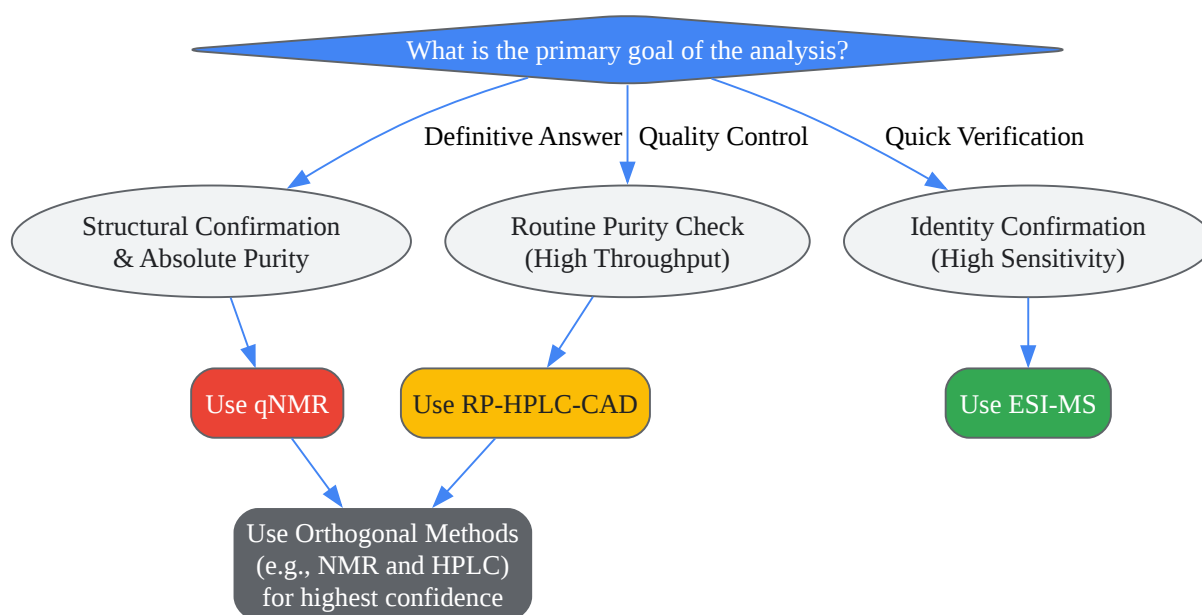 What is the primary goal of the analysis?
Definitive Answer
Quality Control
Quick Verification
Structural Confirmation
& Absolute Purity
Routine Purity Check
(High Throughput)
Identity Confirmation
(High Sensitivity)
Use qNMR
Use RP-HPLC-CAD
Use ESI-MS
Use Orthogonal Methods
(e.g., NMR and HPLC)
for highest confidence